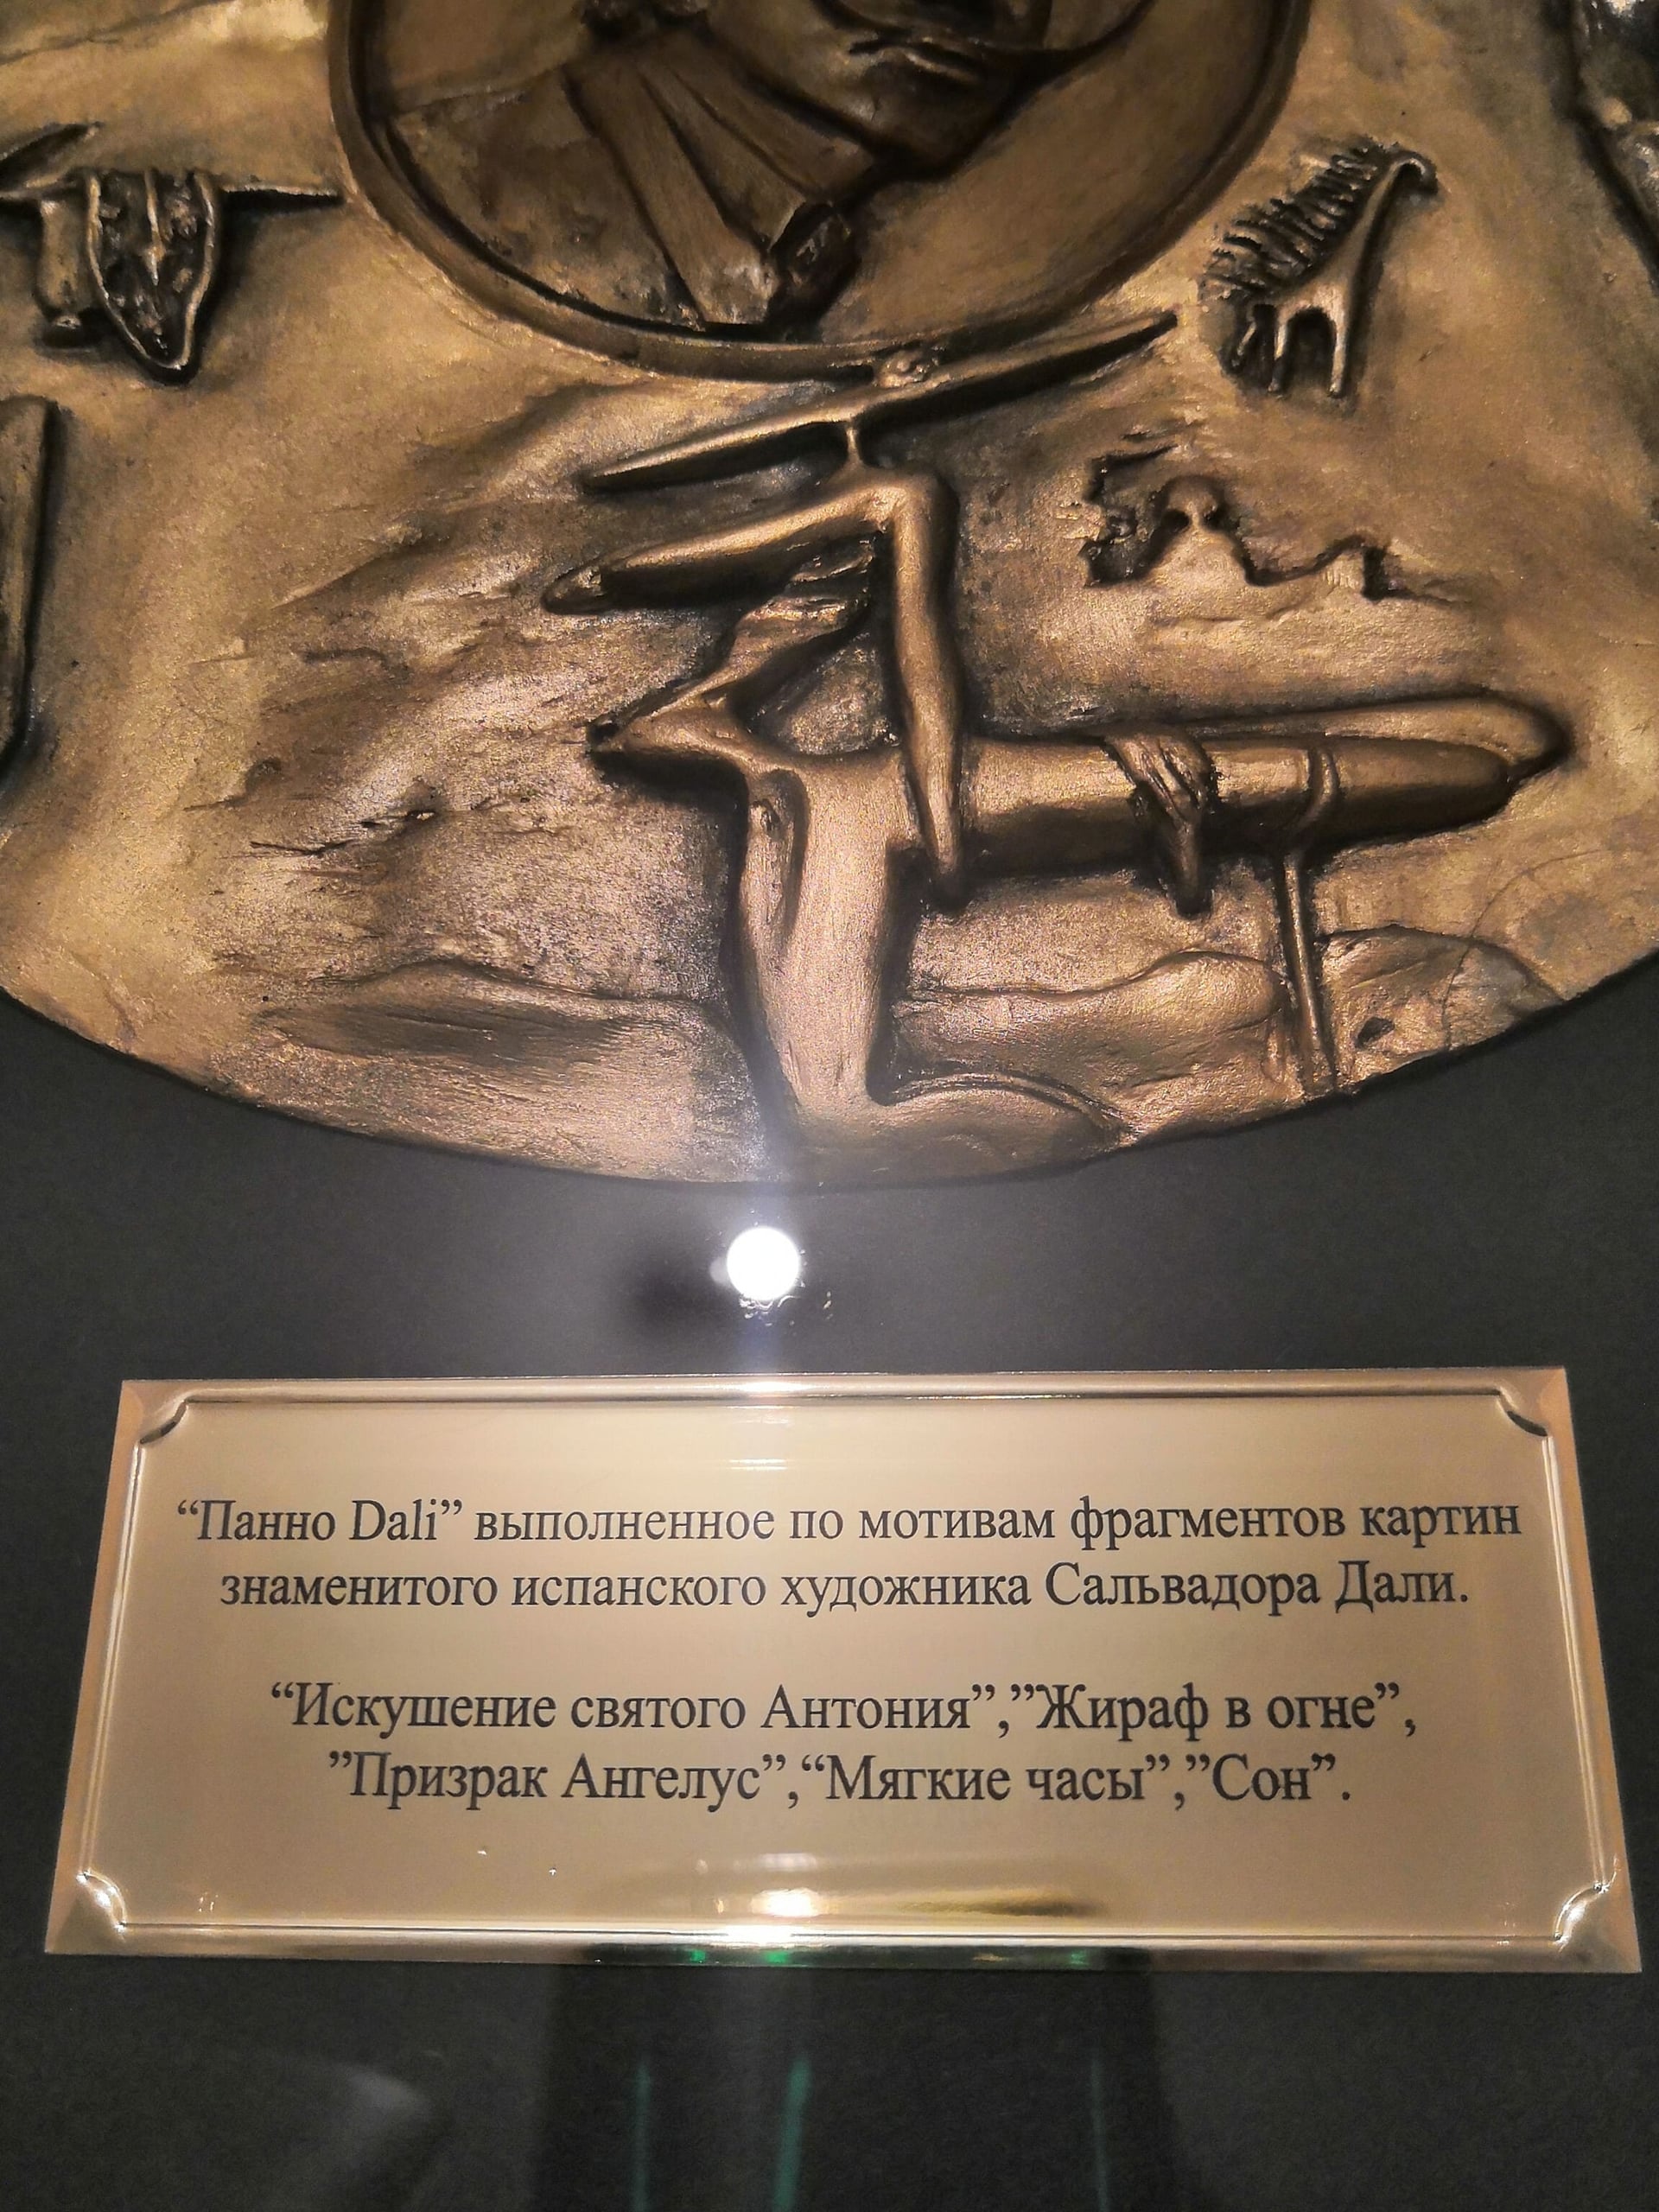 “Панно Dali” выполненное по мотивам фрагментов картин
знаменитого испанского художника Сальвадора Дали.
“Искушение святого Антония”,”Жираф в огне”,
”Призрак Ангелус”,“Мягкие часы”,”Сон”.